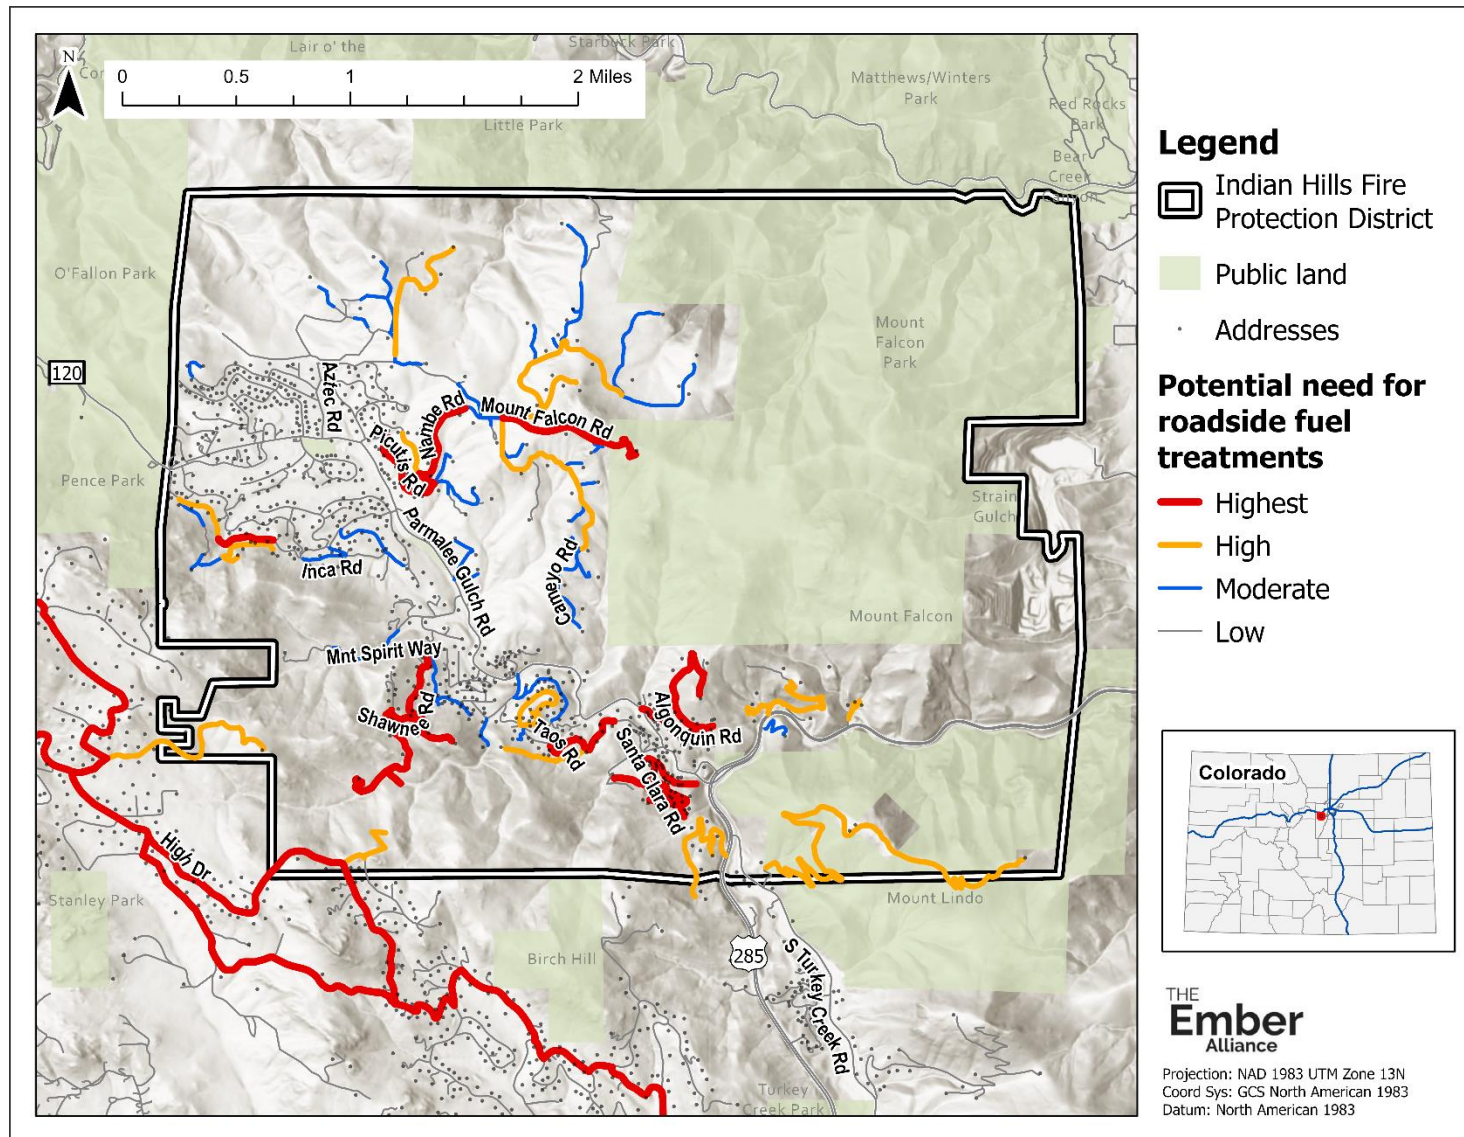 Lair o' the
Starbuck Park
N
Cor
0 0.5 1 2 Miles
Little Park
Matthews/Winters
Park
Red Rocks
Park
Bear
Creek
Canyon
O'Fallon Park
Mount
Falcon
Park
120
Aztec Rd
Nambe Rd
Mount Falcon Rd
Picutis Rd
Pence Park
Strain
Gulch
Parmalee Gulch Rd
Inca Rd
Cameyo Rd
Mount Falcon
Mnt Spirit Way
Shawnee Rd
Taos Rd
Algonquin Rd
Santa Clara Rd
High Dr
Stanley Park
Mount Lindo
Birch Hill
285
S Turkey Creek Rd
Turkey
Creek Park
Legend
Indian Hills Fire
Protection District
Public land
Addresses
Potential need for
roadside fuel
treatments
Highest
High
Moderate
Low
Colorado
THE
Ember
Alliance
Projection: NAD 1983 UTM Zone 13N
Coord Sys: GCS North American 1983
Datum: North American 1983